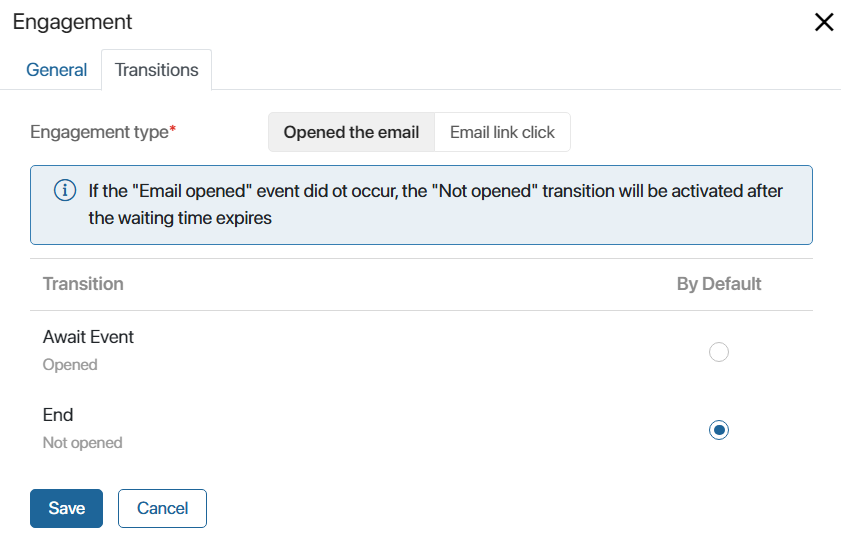 Engagement
General Transitions
Engagement type* Opened the email Email link click
If the "Email opened" event did ot occur, the "Not opened" transition will be activated after
the waiting time expires
Transition By Default
Await Event
Opened
End
Not opened
Save Cancel